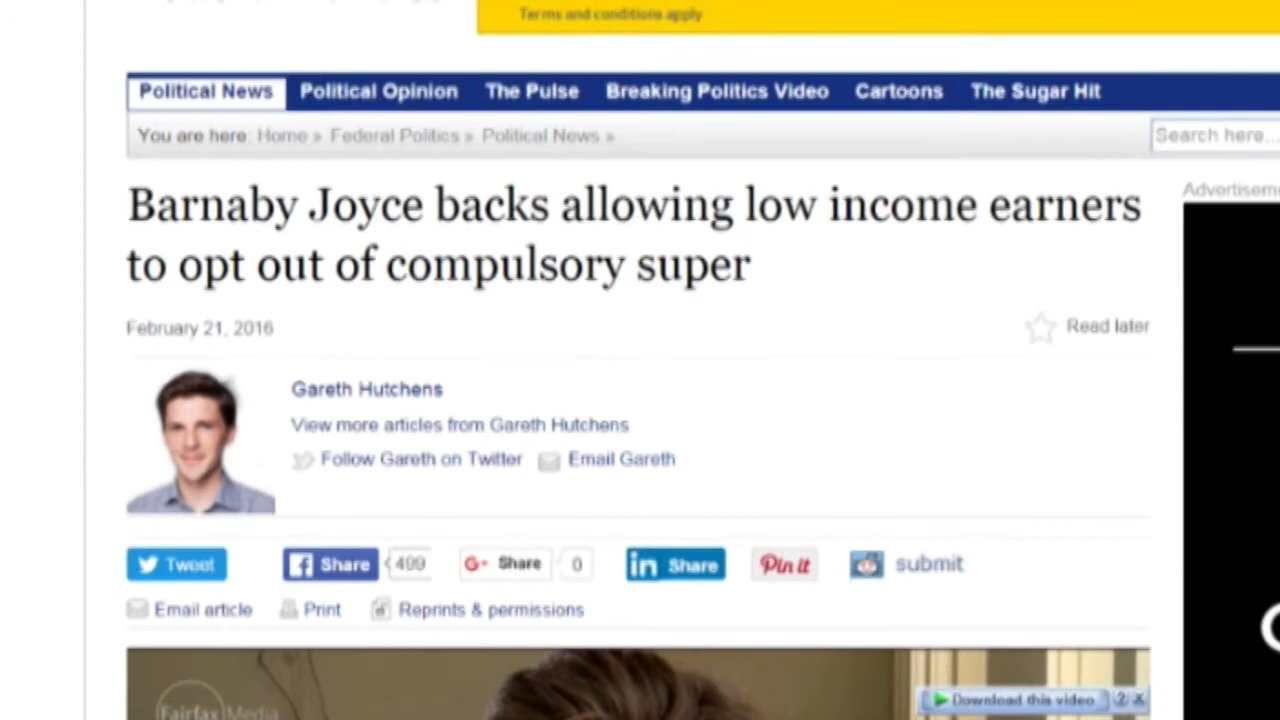 Terms and conditions apply
Political News Political Opinion The Pulse Breaking Politics Video Cartoons The Sugar Hit
You are here: Home » Federal Politics » Political News »
Search here...
Barnaby Joyce backs allowing low income earners
to opt out of compulsory super
Advertisem
February 21, 2016
Read later
Gareth Hutchens
View more articles from Gareth Hutchens
Follow Gareth on Twitter Email Gareth
Tweet Share 499 G+ Share 0 in Share Pin it submit
Email article Print Reprints & permissions
Fairfax Media
Download this video ? X